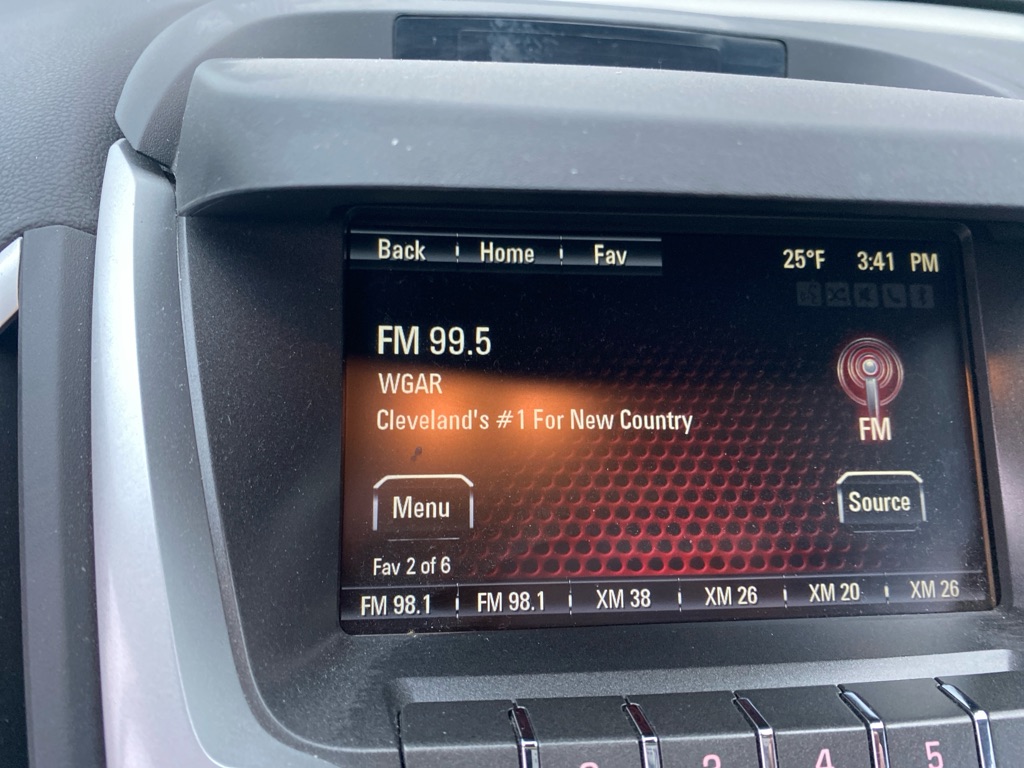 Back Home Fav 25°F 3:41 PM
FM 99.5
WGAR
Cleveland's #1 For New Country
FM
Menu Source
Fav 2 of 6
FM 98.1 FM 98.1 XM 38 XM 26 XM 20 XM 26
2 3 4 5